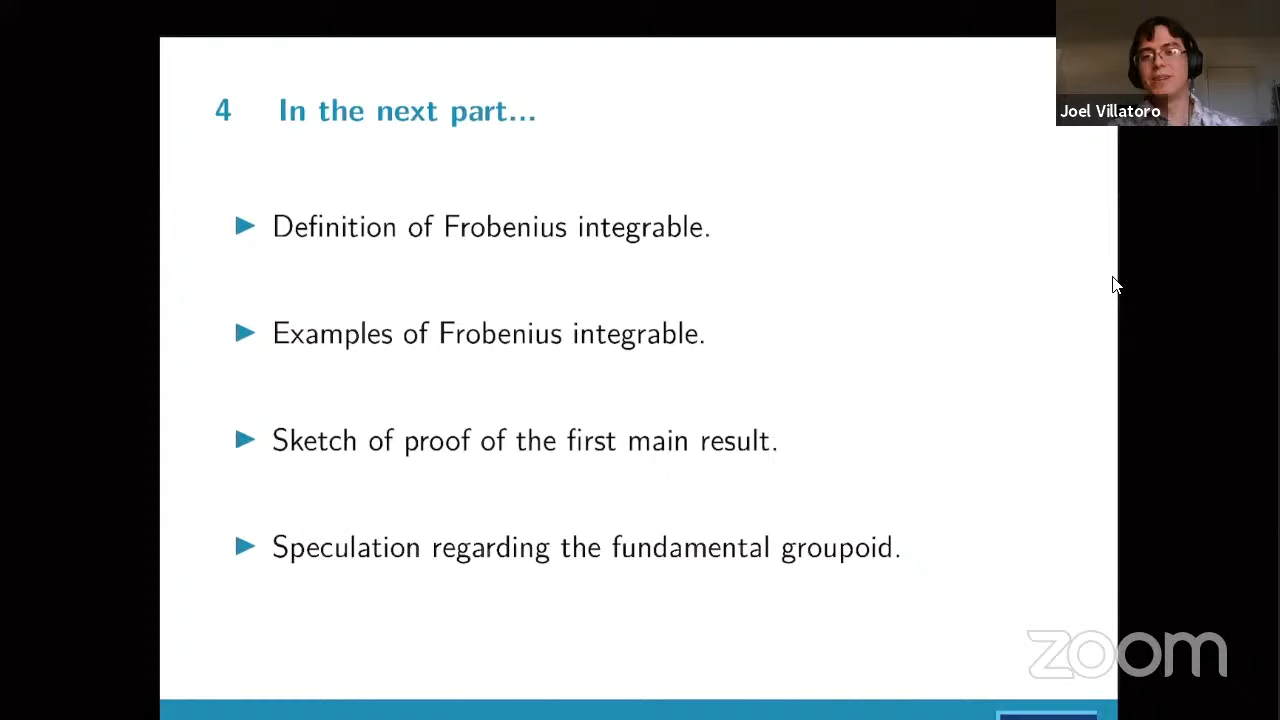 4 In the next part...
Joel Villatoro
▶ Definition of Frobenius integrable.
▶ Examples of Frobenius integrable.
▶ Sketch of proof of the first main result.
▶ Speculation regarding the fundamental groupoid.
zoom